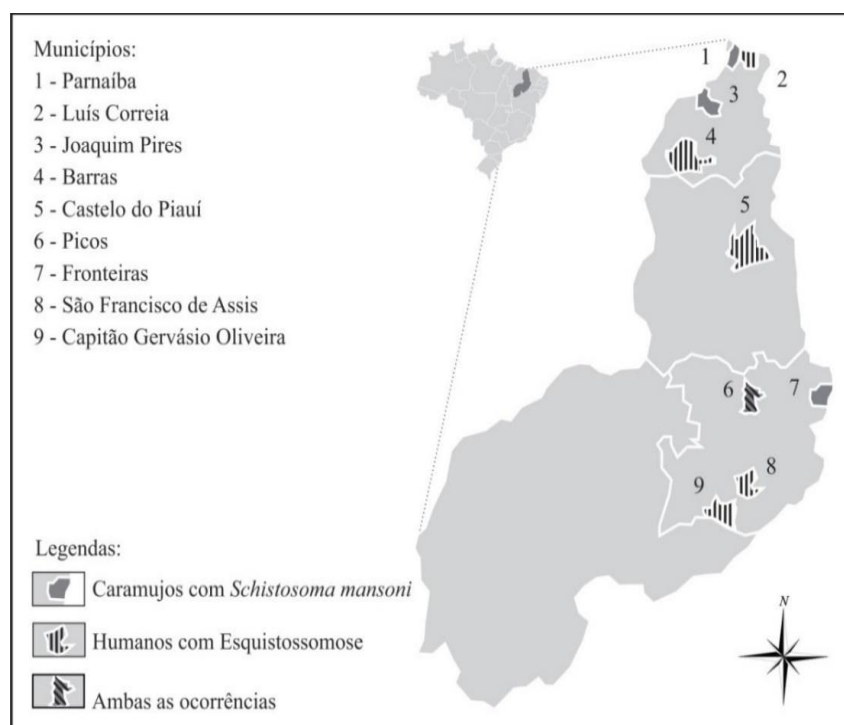 Municípios:
1 - Parnaíba
2 - Luís Correia
3 - Joaquim Pires
4 - Barras
5 - Castelo do Piauí
6 - Picos
7 - Fronteiras
8 - São Francisco de Assis
9 - Capitão Gervásio Oliveira
1
2
3
4
5
6
7
8
9
Legendas:
Caramujos com Schistosoma mansoni
Humanos com Esquistossomose
Ambas as ocorrências
N